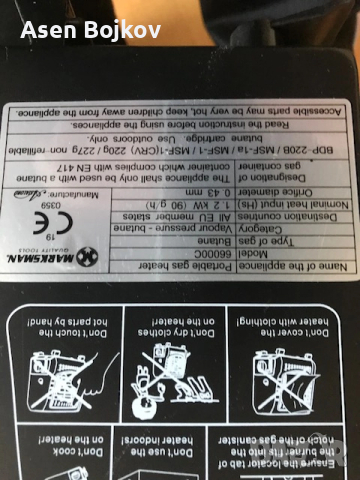 Asen Bojkov
Name of the appliance Portable gas heater
Model 66000C
Type of gas Butane
Category Vapour pressure - butane
Destination countries All EU member states
Nominal heat input (Hs) 1.2 kW (90 g / h)
Orifice diameter 0.43 mm
Designation of gas container The appliance shall only be used with a butane container which complies with EN 417
BDP-220B / MSF-1a / MSF-1 / MSF-1(CRV) 220g / 227g non-refillable
butane cartridge. Use outdoors only.
Read the instruction before using the appliance.
Accessible parts may be very hot, keep children away from the appliance.
MARKSMAN
QUALITY TOOLS
19
CE
0359
Manufacture:
Don't cover the
heater with clothing!
Don't dry clothes
on the heater!
Don't touch the
hot parts by hand!
Ensure the locator tab of
the burner is in the
notch of the gas canister
Don't use the
heater indoors!
Don't cook
on the heater!